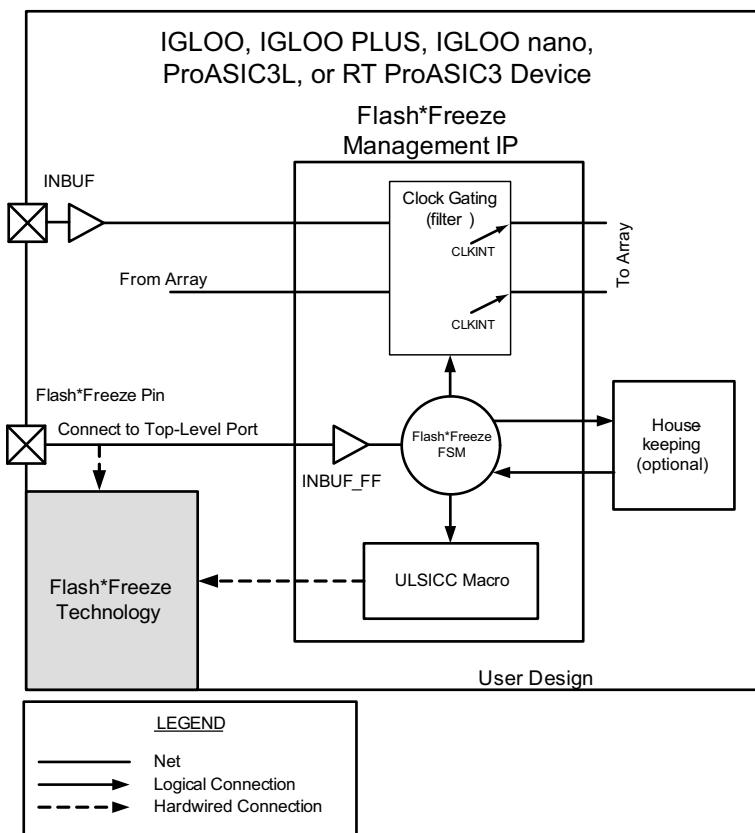 IGLOO, IGLOO PLUS, IGLOO nano,
ProASIC3L, or RT ProASIC3 Device
Flash*Freeze
Management IP
INBUF
Clock Gating
(filter )
CLKINT
From Array
To Array
CLKINT
Flash*Freeze Pin
Connect to Top-Level Port
INBUF_FF
Flash*Freeze
FSM
House
keeping
(optional)
Flash*Freeze
Technology
ULSICC Macro
User Design
LEGEND
Net
Logical Connection
Hardwired Connection